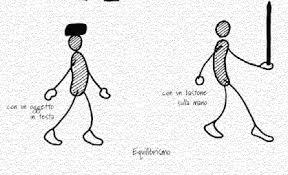 con un oggetto
in testa
con un bastone
sulla mano
Equilibrismo